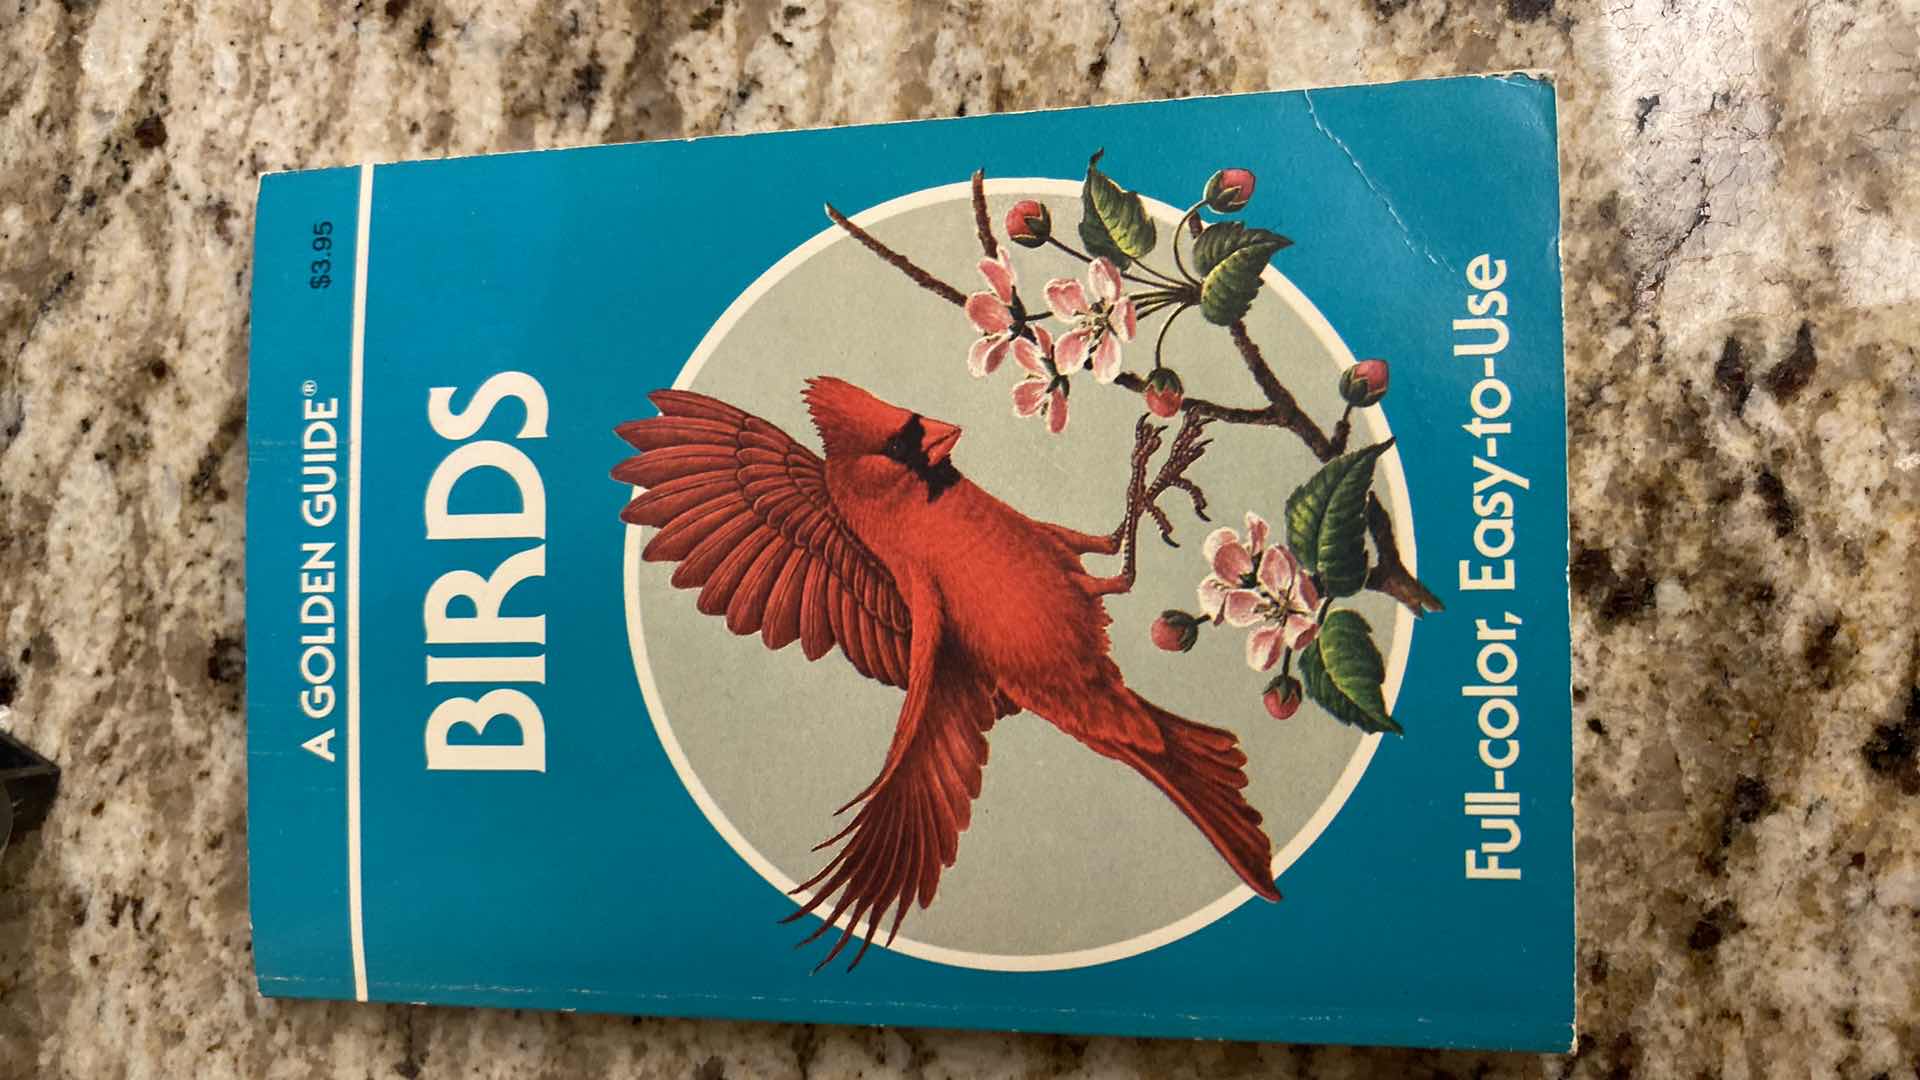 A GOLDEN GUIDE®
$3.95
BIRDS
Full-color, Easy-to-Use